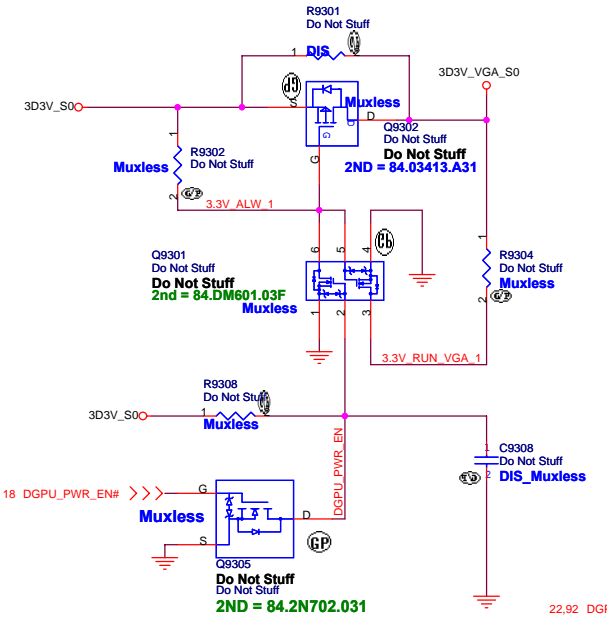 R9301
Do Not Stuff
1
DIS
2
3D3V_VGA_S0
3D3V_S0
S
Muxless
D
G
D
Q9302
Do Not Stuff
Do Not Stuff
2ND = 84.03413.A31
G
1
R9302
Do Not Stuff
Muxless
2
G/P
3.3V_ALW_1
6
5
4
Q9301
Do Not Stuff
Do Not Stuff
2nd = 84.DM601.03F
Muxless
1
2
3
1
R9304
Do Not Stuff
Muxless
2
G/P
3.3V_RUN_VGA_1
R9308
Do Not Stuff
3D3V_S0
1
2
Muxless
DGPU_PWR_EN
1
C9308
Do Not Stuff
2
DIS_Muxless
18 DGPU_PWR_EN#
G
Muxless
D
GP
S
Q9305
Do Not Stuff
Do Not Stuff
2ND = 84.2N702.031
22,92